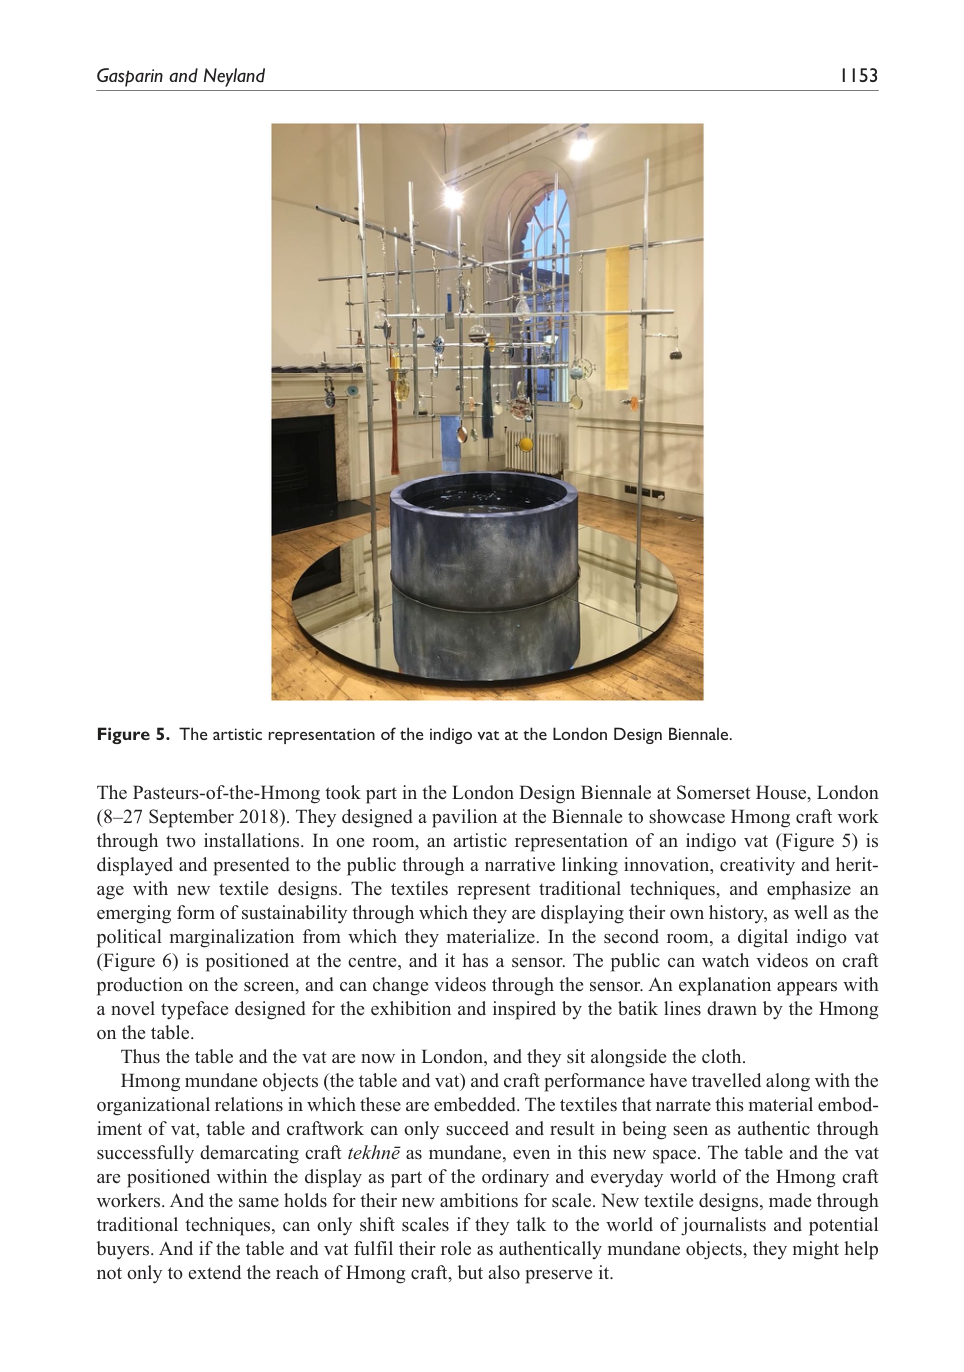 Gasparin and Neyland 1153
Figure 5. The artistic representation of the indigo vat at the London Design Biennale.
The Pasteurs-of-the-Hmong took part in the London Design Biennale at Somerset House, London
(8–27 September 2018). They designed a pavilion at the Biennale to showcase Hmong craft work
through two installations. In one room, an artistic representation of an indigo vat (Figure 5) is
displayed and presented to the public through a narrative linking innovation, creativity and herit-
age with new textile designs. The textiles represent traditional techniques, and emphasize an
emerging form of sustainability through which they are displaying their own history, as well as the
political marginalization from which they materialize. In the second room, a digital indigo vat
(Figure 6) is positioned at the centre, and it has a sensor. The public can watch videos on craft
production on the screen, and can change videos through the sensor. An explanation appears with
a novel typeface designed for the exhibition and inspired by the batik lines drawn by the Hmong
on the table.
Thus the table and the vat are now in London, and they sit alongside the cloth.
Hmong mundane objects (the table and vat) and craft performance have travelled along with the
organizational relations in which these are embedded. The textiles that narrate this material embod-
iment of vat, table and craftwork can only succeed and result in being seen as authentic through
successfully demarcating craft tekhnē as mundane, even in this new space. The table and the vat
are positioned within the display as part of the ordinary and everyday world of the Hmong craft
workers. And the same holds for their new ambitions for scale. New textile designs, made through
traditional techniques, can only shift scales if they talk to the world of journalists and potential
buyers. And if the table and vat fulfil their role as authentically mundane objects, they might help
not only to extend the reach of Hmong craft, but also preserve it.